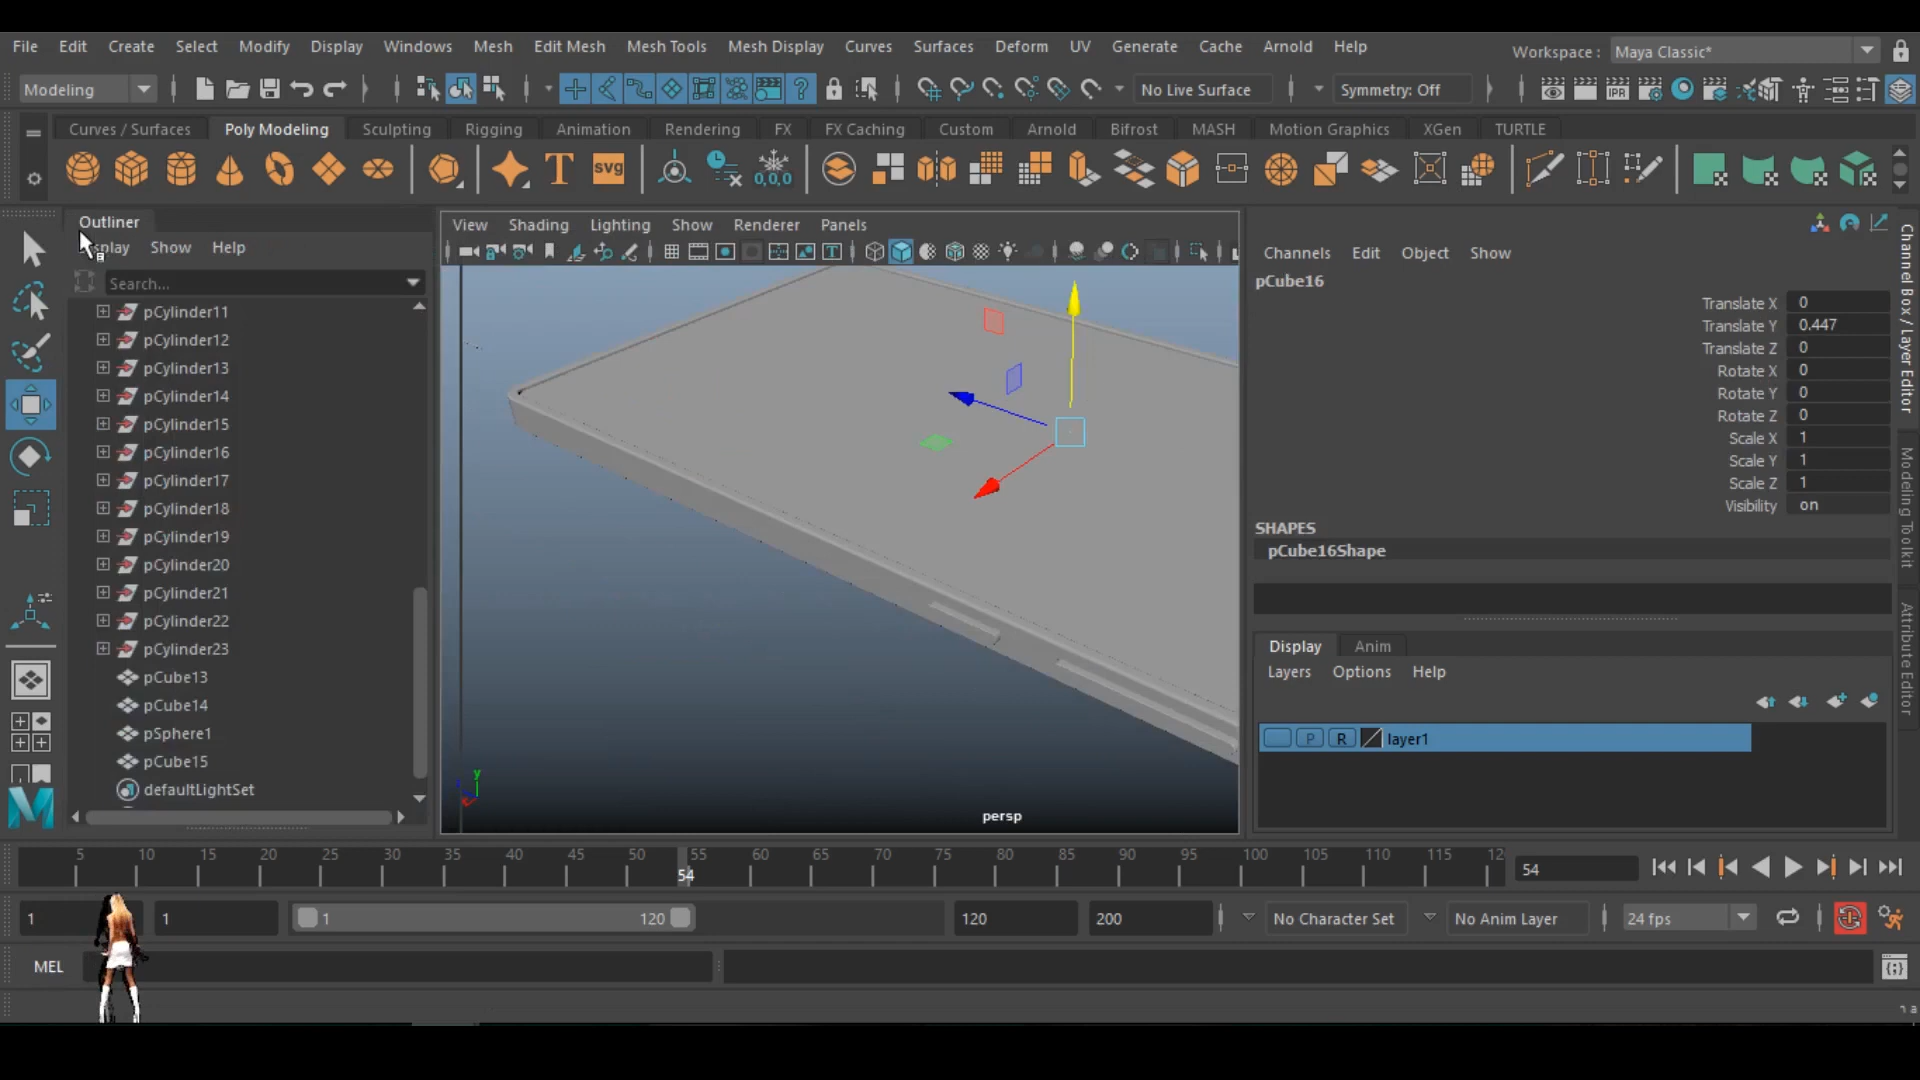 File Edit Create Select Modify Display Windows Mesh Edit Mesh Mesh Tools Mesh Display Curves Surfaces Deform UV Generate Cache Arnold Help
Workspace : Maya Classic*
Modeling
No Live Surface
Symmetry: Off
Curves / Surfaces Poly Modeling Sculpting Rigging Animation Rendering FX FX Caching Custom Arnold Bifrost MASH Motion Graphics XGen TURTLE
T svg 0,0,0
IPR
Outliner
Show Help
Search...
pCylinder11
pCylinder12
pCylinder13
pCylinder14
pCylinder15
pCylinder16
pCylinder17
pCylinder18
pCylinder19
pCylinder20
pCylinder21
pCylinder22
pCylinder23
pCube13
pCube14
pSphere1
pCube15
defaultLightSet
View Shading Lighting Show Renderer Panels
y
persp
Channels Edit Object Show
pCube16
Translate X 0
Translate Y 0.447
Translate Z 0
Rotate X 0
Rotate Y 0
Rotate Z 0
Scale X 1
Scale Y 1
Scale Z 1
Visibility on
SHAPES
pCube16Shape
Display Anim
Layers Options Help
P R layer1
Channel Box / Layer Editor
Modeling Toolkit
Attribute Editor
5 10 15 20 25 30 35 40 45 50 55 60 65 70 75 80 85 90 95 100 105 110 115 12
54
54
1 1 1 120 120 200
No Character Set
No Anim Layer
24 fps
MEL